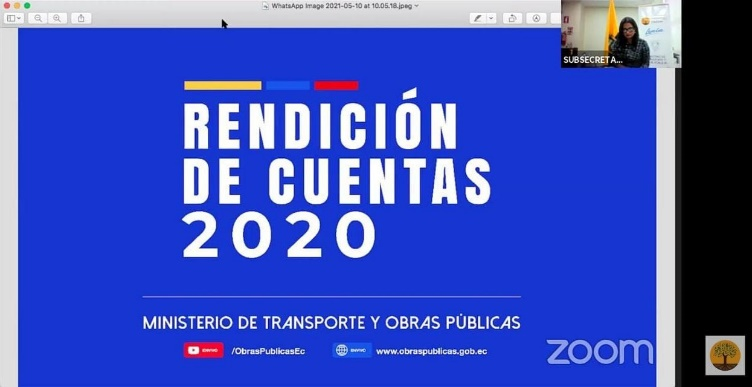 WhatsApp Image 2021-05-10 at 10.05.18.jpeg
SUBSECRETA...
RENDICIÓN
DE CUENTAS
2020
MINISTERIO DE TRANSPORTE Y OBRAS PÚBLICAS
/ObrasPublicasEc
www.obraspublicas.gob.ec
zoom